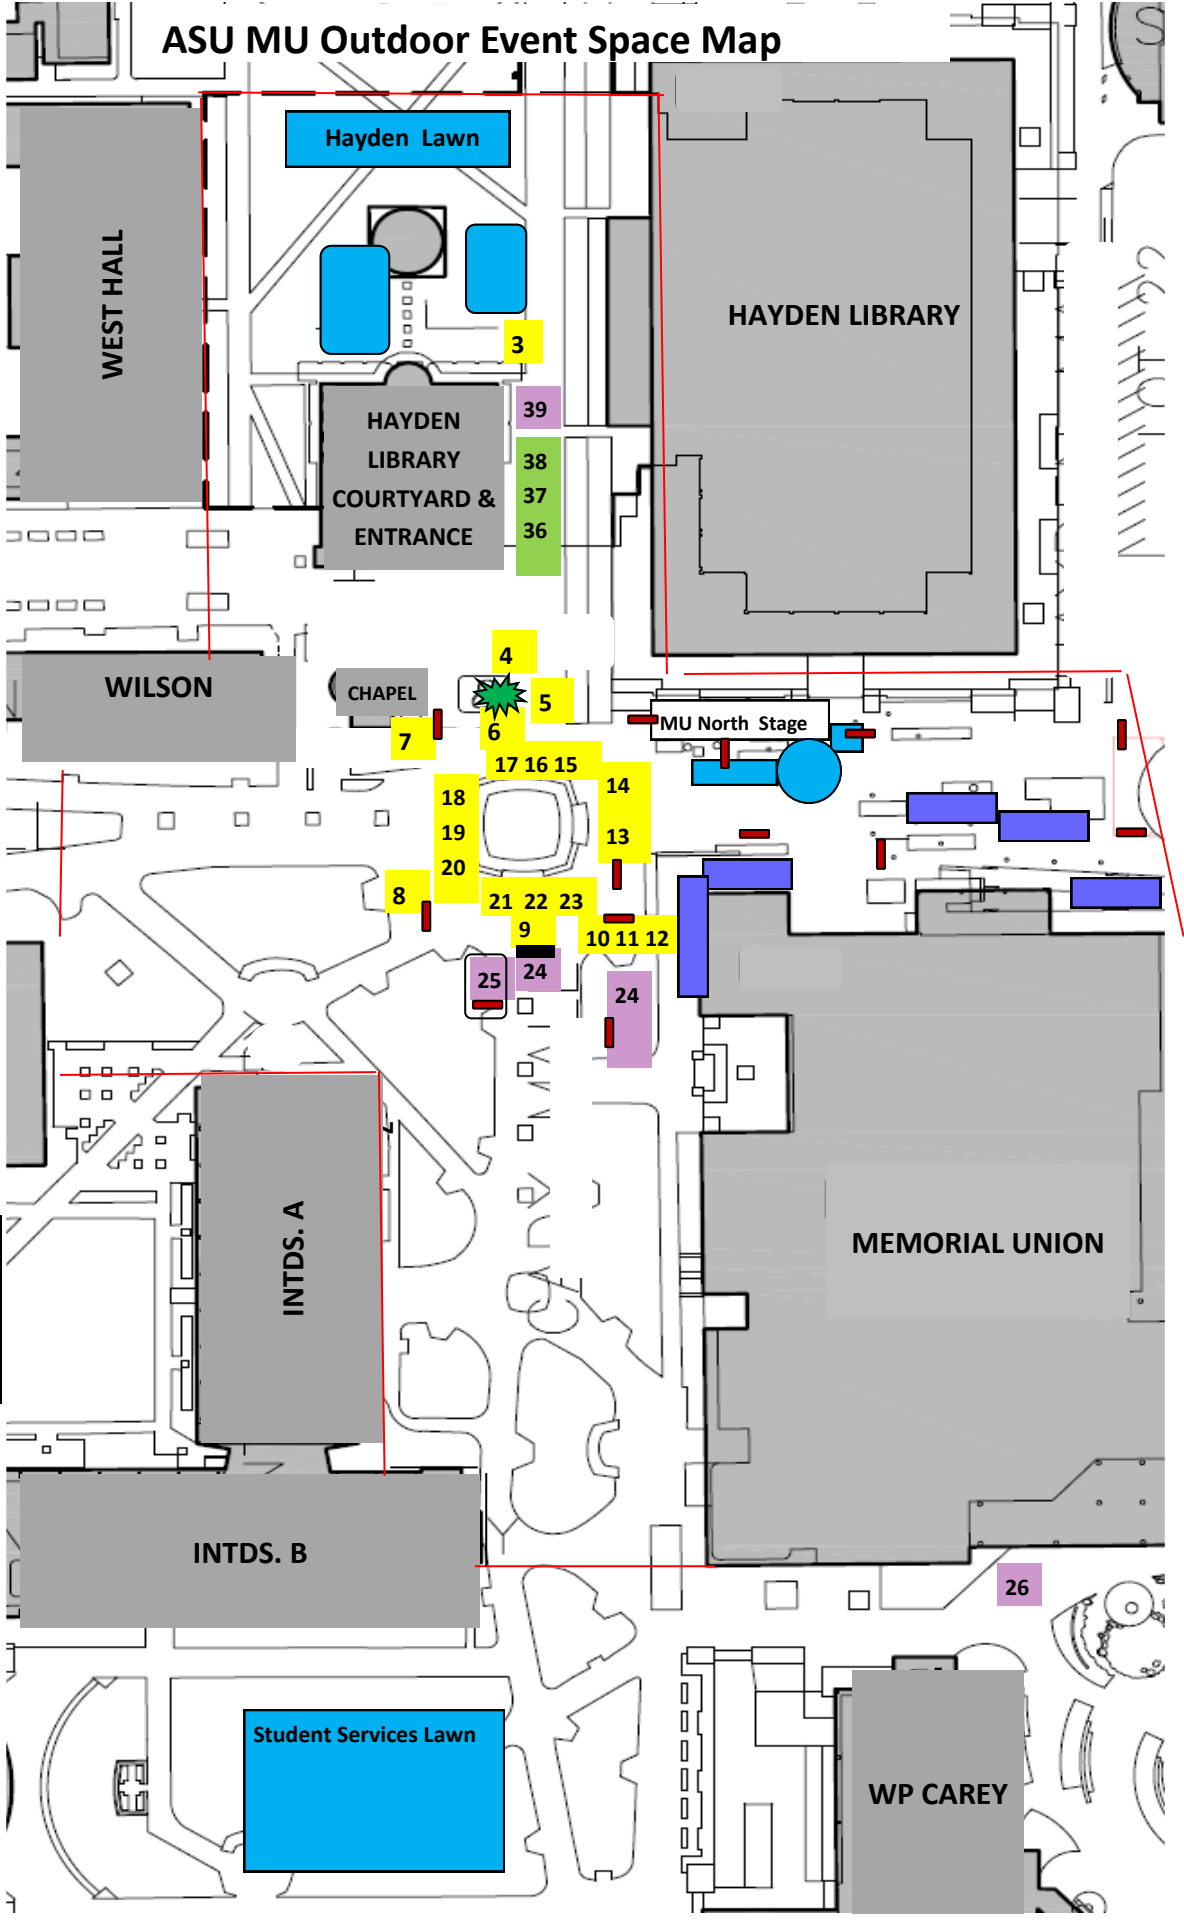 ASU MU Outdoor Event Space Map
Hayden Lawn
WEST HALL
HAYDEN LIBRARY
3
39
HAYDEN
LIBRARY
COURTYARD &
ENTRANCE
38
37
36
4
WILSON
CHAPEL
5
MU North Stage
6
7
17 16 15
14
18
13
19
20
8
21 22 23
9
10 11 12
24
25
24
INTDS. A
MEMORIAL UNION
INTDS. B
26
Student Services Lawn
WP CAREY